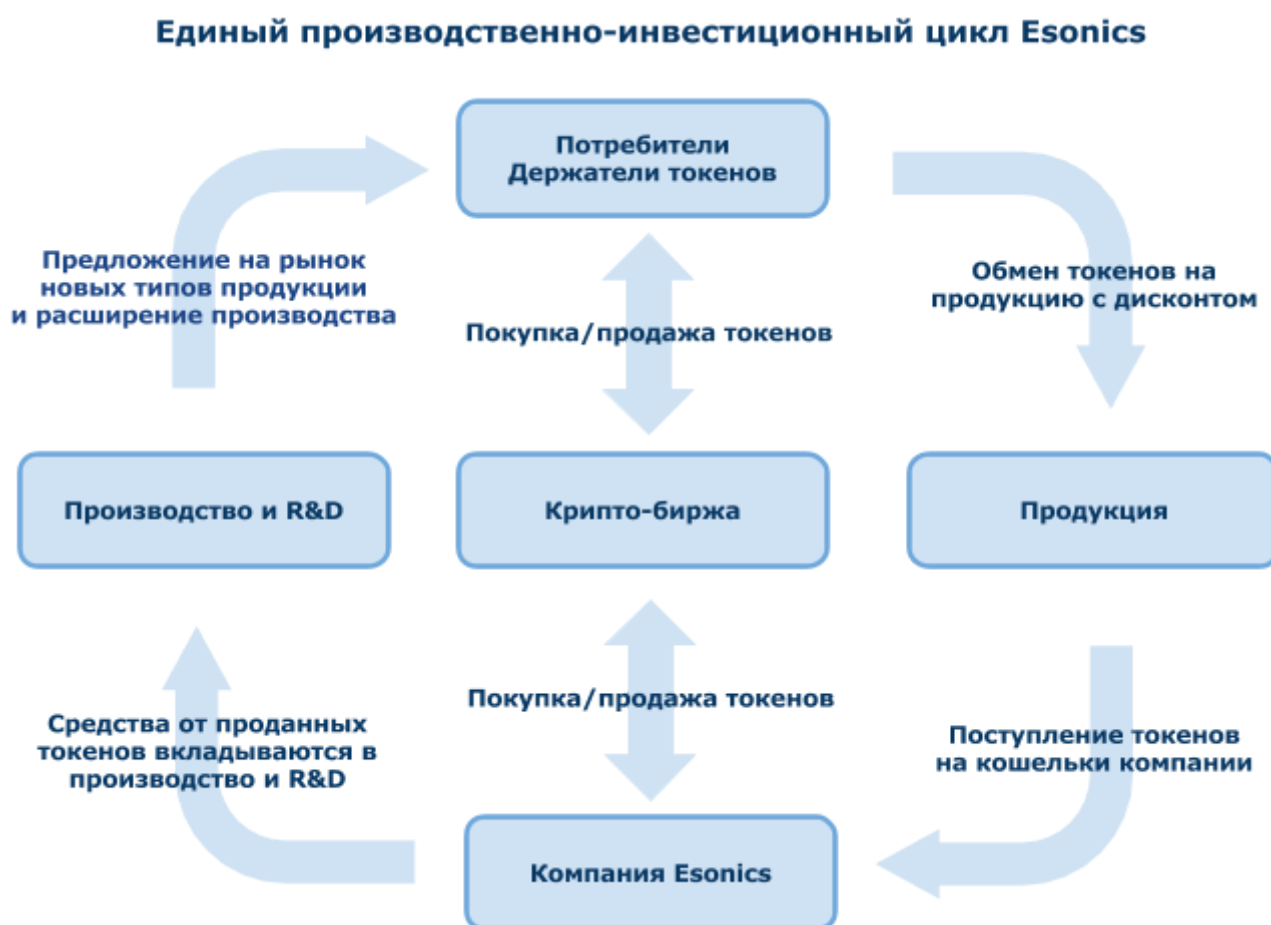 Единый производственно-инвестиционный цикл Esonics
Потребители
Держатели токенов
Предложение на рынок
новых типов продукции
и расширение производства
Покупка/продажа токенов
Обмен токенов на
продукцию с дисконтом
Производство и R&D
Крипто-биржа
Продукция
Средства от проданных
токенов вкладываются в
производство и R&D
Покупка/продажа токенов
Поступление токенов
на кошельки компании
Компания Esonics